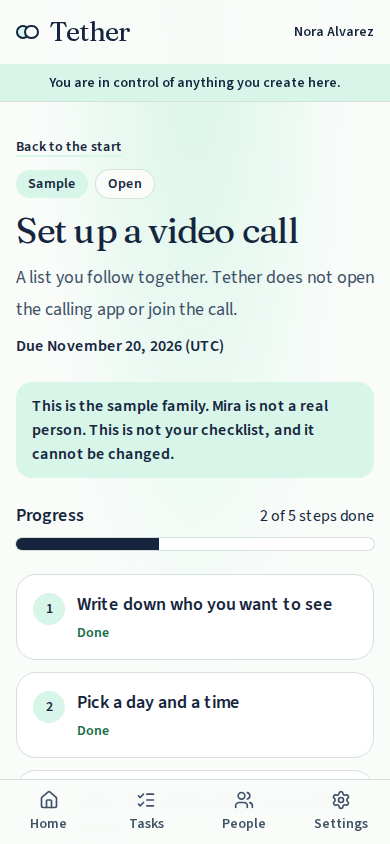 Tether
Nora Alvarez
You are in control of anything you create here.
Back to the start
Sample
Open
Set up a video call
A list you follow together. Tether does not open
the calling app or join the call.
Due November 20, 2026 (UTC)
This is the sample family. Mira is not a real
person. This is not your checklist, and it
cannot be changed.
Progress
2 of 5 steps done
1
Write down who you want to see
Done
2
Pick a day and a time
Done
Home
Tasks
People
Settings